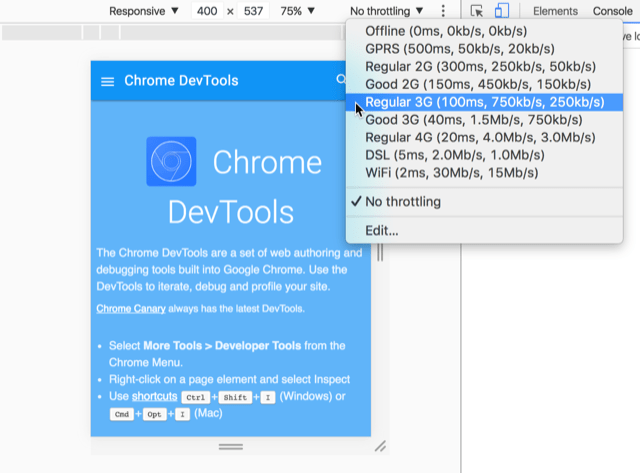 Responsive ▼ 400 × 537 75% ▼ No throttling ▼ Elements Console
Offline (0ms, 0kb/s, 0kb/s)
GPRS (500ms, 50kb/s, 20kb/s)
Regular 2G (300ms, 250kb/s, 50kb/s)
Good 2G (150ms, 450kb/s, 150kb/s)
Regular 3G (100ms, 750kb/s, 250kb/s)
Good 3G (40ms, 1.5Mb/s, 750kb/s)
Regular 4G (20ms, 4.0Mb/s, 3.0Mb/s)
DSL (5ms, 2.0Mb/s, 1.0Mb/s)
WiFi (2ms, 30Mb/s, 15Mb/s)
✓ No throttling
Edit...
Chrome DevTools
Chrome
DevTools
The Chrome DevTools are a set of web authoring and
debugging tools built into Google Chrome. Use the
DevTools to iterate, debug and profile your site.
Chrome Canary always has the latest DevTools.
• Select More Tools > Developer Tools from the
Chrome Menu.
• Right-click on a page element and select Inspect
• Use shortcuts Ctrl + Shift + I (Windows) or
Cmd + Opt + I (Mac)